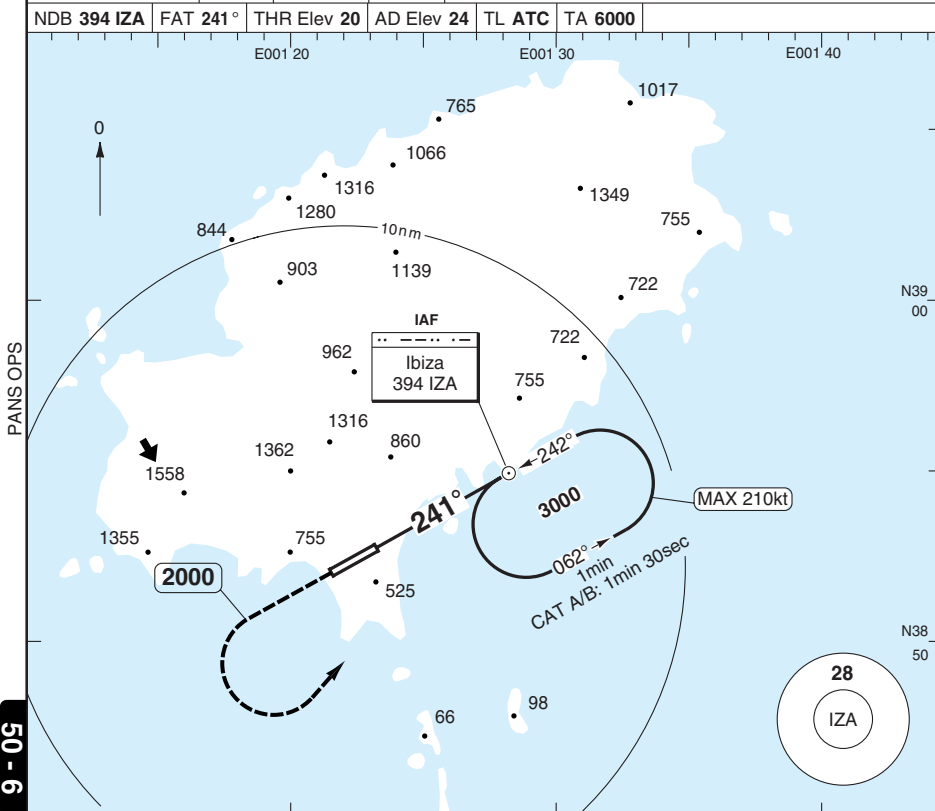 NDB 394 IZA FAT 241° THR Elev 20 AD Elev 24 TL ATC TA 6000
E001 20 E001 30 E001 40
0
765
1017
1066
1316
1280
1349
844
755
10nm
903
1139
722
N39
00
IAF
Ibiza
394 IZA
962
722
755
PANS OPS
1316
860
1362
242°
1558
3000
MAX 210kt
241°
1355
755
062°
1min
CAT A/B: 1min 30sec
2000
525
N38
50
28
IZA
98
66
50 - 6